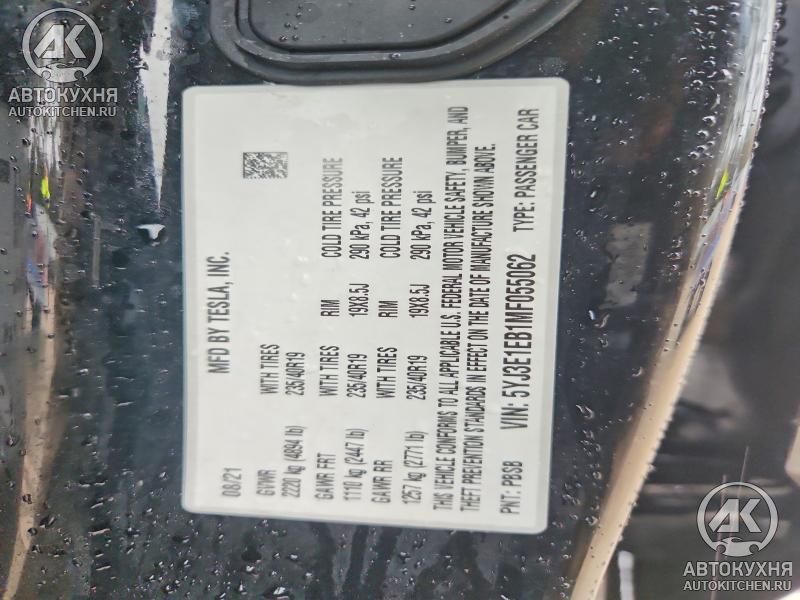 AK
АВТОКУХНЯ
AUTOKITCHEN.RU
MFD BY TESLA, INC.
08/21
GVWR WITH TIRES RIM COLD TIRE PRESSURE
2220 kg (4894 lb) 235/40R19 19X8.5J 290 kPa, 42 psi
GAWR FRT WITH TIRES RIM COLD TIRE PRESSURE
1110 kg (2447 lb) 235/40R19 19X8.5J 290 kPa, 42 psi
GAWR RR
1257 kg (2771 lb) 235/40R19
THIS VEHICLE CONFORMS TO ALL APPLICABLE U.S. FEDERAL MOTOR VEHICLE SAFETY, BUMPER, AND
THEFT PREVENTION STANDARDS IN EFFECT ON THE DATE OF MANUFACTURE SHOWN ABOVE.
VIN: 5YJ3E1EB1MF055062
PNT: PBSB TYPE: PASSENGER CAR
AK
АВТОКУХНЯ
AUTOKITCHEN.RU